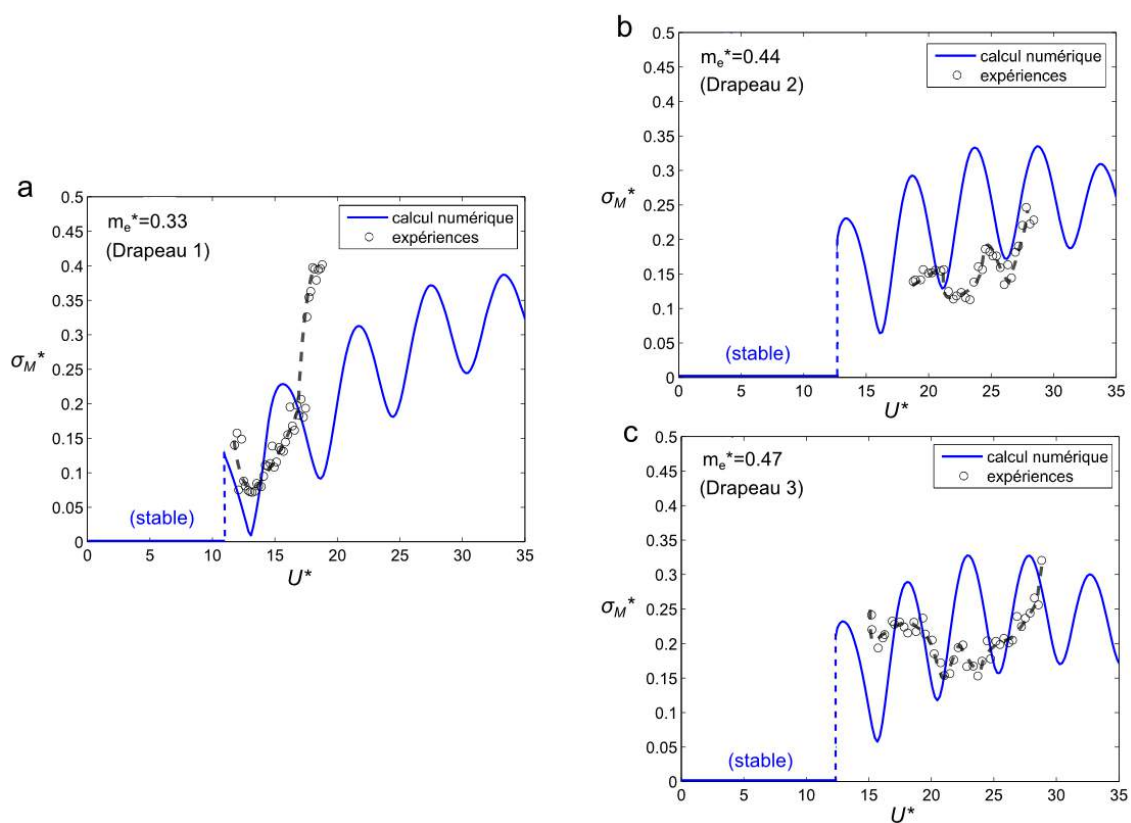 a
0.5
0.45
0.4
0.35
0.3
0.25
0.2
0.15
0.1
0.05
0
σ_M*
m_e*=0.33
(Drapeau 1)
calcul numérique
expériences
(stable)
0 5 10 15 20 25 30 35
U*
b
0.5
0.45
0.4
0.35
0.3
0.25
0.2
0.15
0.1
0.05
0
σ_M*
m_e*=0.44
(Drapeau 2)
calcul numérique
expériences
(stable)
0 5 10 15 20 25 30 35
U*
c
0.5
0.45
0.4
0.35
0.3
0.25
0.2
0.15
0.1
0.05
0
σ_M*
m_e*=0.47
(Drapeau 3)
calcul numérique
expériences
(stable)
0 5 10 15 20 25 30 35
U*